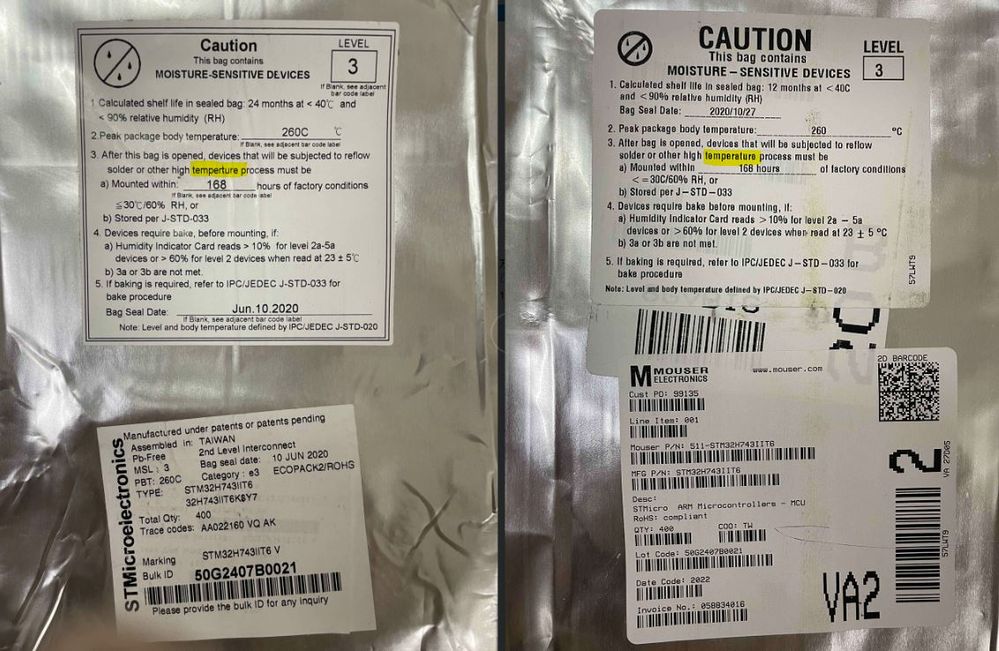 Caution
This bag contains
MOISTURE-SENSITIVE DEVICES
LEVEL
3
If Blank, see adjacent
bar code label
1 Calculated shelf life in sealed bag: 24 months at < 40℃ and
< 90% relative humidity (RH)
2.Peak package body temperature: 260C ℃
If Blank, see adjacent bar code label
3. After this bag is opened, devices that will be subjected to reflow
solder or other high temperture process must be
a) Mounted within: 168 hours of factory conditions
If Blank, see adjacent bar code label
≦30℃/60% RH, or
b) Stored per J-STD-033
4. Devices require bake, before mounting, if:
a) Humidity Indicator Card reads > 10% for level 2a-5a
devices or > 60% for level 2 devices when read at 23 ± 5℃
b) 3a or 3b are not met.
5. If baking is required, refer to IPC/JEDEC J-STD-033 for
bake procedure
Bag Seal Date: Jun.10.2020
If Blank, see adjacent bar code label
Note: Level and body temperature defined by IPC/JEDEC J-STD-020
STMicroelectronics
Manufactured under patents or patents pending
Assembled in: TAIWAN
Pb-Free 2nd Level Interconnect
MSL: 3 Bag seal date: 10 JUN 2020
PBT: 260C Category: e3 ECOPACK2/ROHS
TYPE: STM32H743IIT6
32H743IIT6K$Y7
Total Qty: 400
Trace codes: AA022160 VQ AK
Marking STM32H743IIT6 V
Bulk ID 50G2407B0021
Please provide the bulk ID for any inquiry
CAUTION
This bag contains
MOISTURE-SENSITIVE DEVICES
LEVEL
3
1. Calculated shelf life in sealed bag: 12 months at <40C
and <90% relative humidity (RH)
Bag Seal Date: 2020/10/27
2. Peak package body temperature: 260 °C
3. After bag is opened, devices that will be subjected to reflow
solder or other high temperature process must be
a) Mounted within 168 hours of factory conditions
<=30C/60% RH, or
b) Stored per J-STD-033
4. Devices require bake before mounting, if:
a) Humidity Indicator Card reads >10% for level 2a - 5a
devices or >60% for level 2 devices when read at 23 ± 5 °C
b) 3a or 3b are not met.
5. If baking is required, refer to IPC/JEDEC J-STD-033 for
bake procedure
Note: Level and body temperature defined by IPC/JEDEC J-STD-020
57LWT9
M MOUSER
ELECTRONICS
www.mouser.com
2D BARCODE
Cust PO: 99135
Line Item: 001
Mouser P/N: 511-STM32H743IIT6
MFG P/N: STM32H743IIT6
Desc:
STMicro ARM Microcontrollers - MCU
RoHS: compliant
QTY: 400 COO: TW
Lot Code: 50G2407B0021
Date Code: 2022
Invoice No.: 058834016
VA2
2
VA 27D05
57LWT9